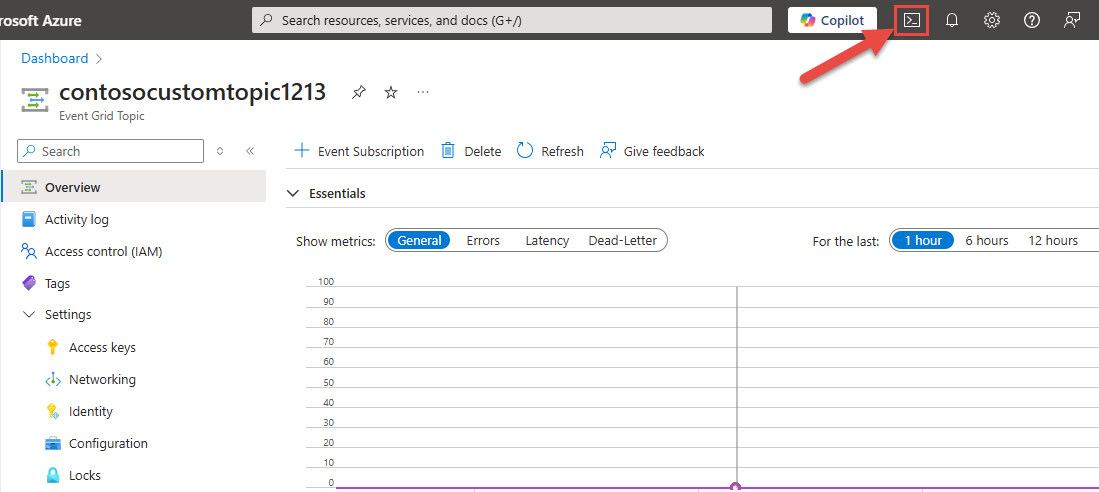 rosoft Azure
Search resources, services, and docs (G+/)
Copilot
Dashboard
contosocustomtopic1213
Event Grid Topic
Search
Event Subscription
Delete
Refresh
Give feedback
Overview
Activity log
Access control (IAM)
Tags
Settings
Access keys
Networking
Identity
Configuration
Locks
Essentials
Show metrics:
General
Errors
Latency
Dead-Letter
For the last:
1 hour
6 hours
12 hours
100
90
80
70
60
50
40
30
20
10
0